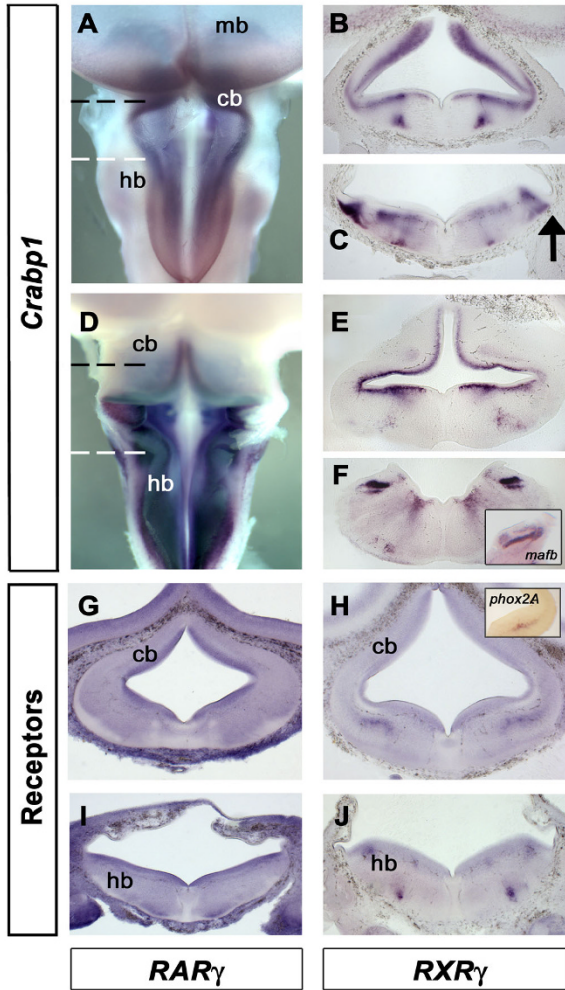 Crabp1
Receptors
A
mb
cb
hb
B
C
D
cb
hb
E
F
mafb
G
cb
H
cb
phox2A
I
hb
J
hb
RARγ
RXRγ